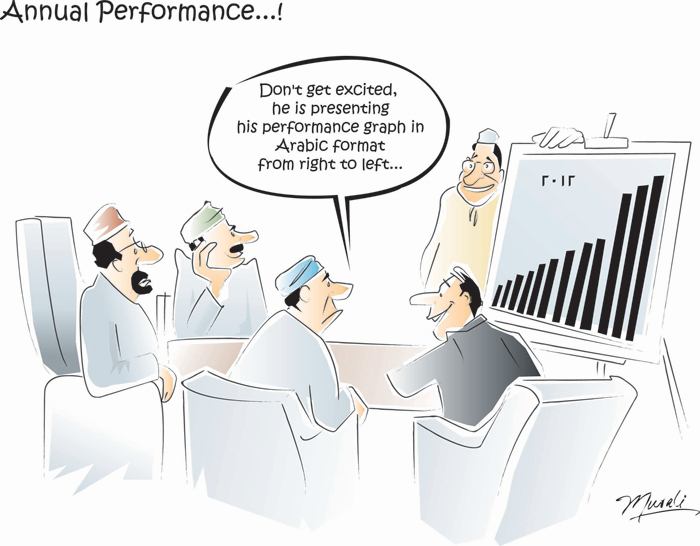 Annual Performance...!
Don't get excited,
he is presenting
his performance graph in
Arabic format
from right to left...
٢٠١٢
Murali